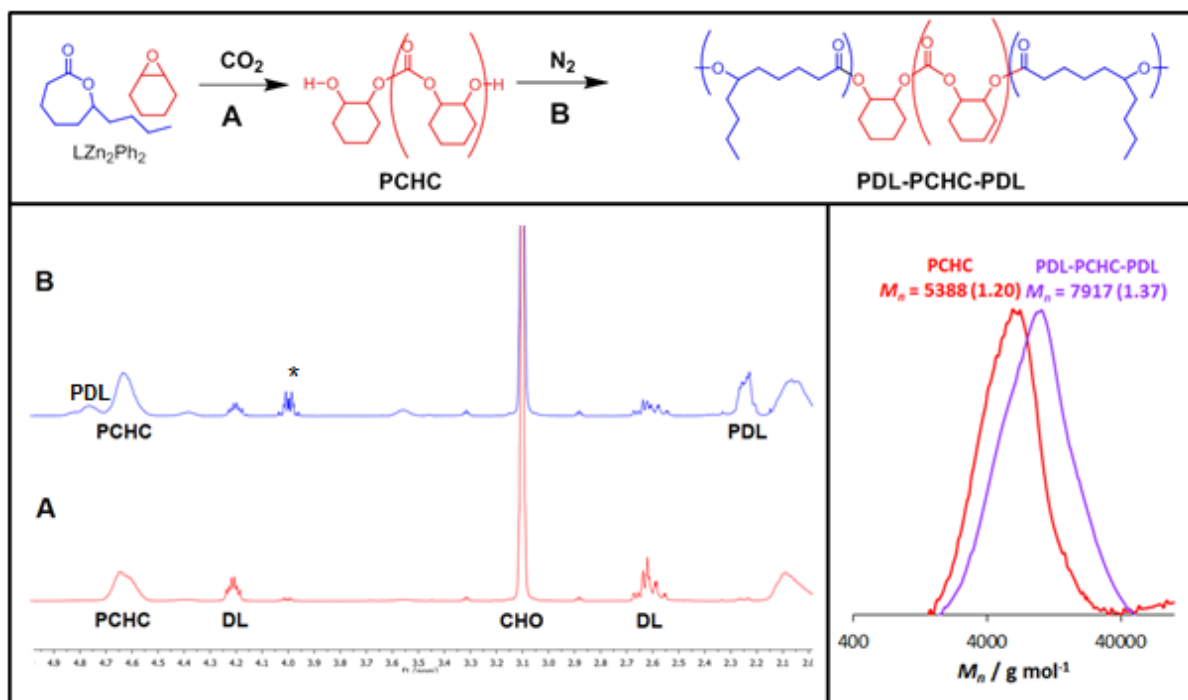 O
O
O
CO₂
A
LZn₂Ph₂
H
O
O
O
O
O
H
PCHC
N₂
B
O
O
O
O
O
O
O
O
O
PDL-PCHC-PDL
B
PDL
PCHC
*
PDL
A
PCHC
DL
CHO
DL
4.9 4.8 4.7 4.6 4.5 4.4 4.3 4.2 4.1 4.0 3.9 3.8 3.7 3.6 3.5 3.4 3.3 3.2 3.1 3.0 2.9 2.8 2.7 2.6 2.5 2.4 2.3 2.2 2.1 2.0
PCHC
Mₙ = 5388 (1.20)
PDL-PCHC-PDL
Mₙ = 7917 (1.37)
400 4000 40000
Mₙ / g mol⁻¹